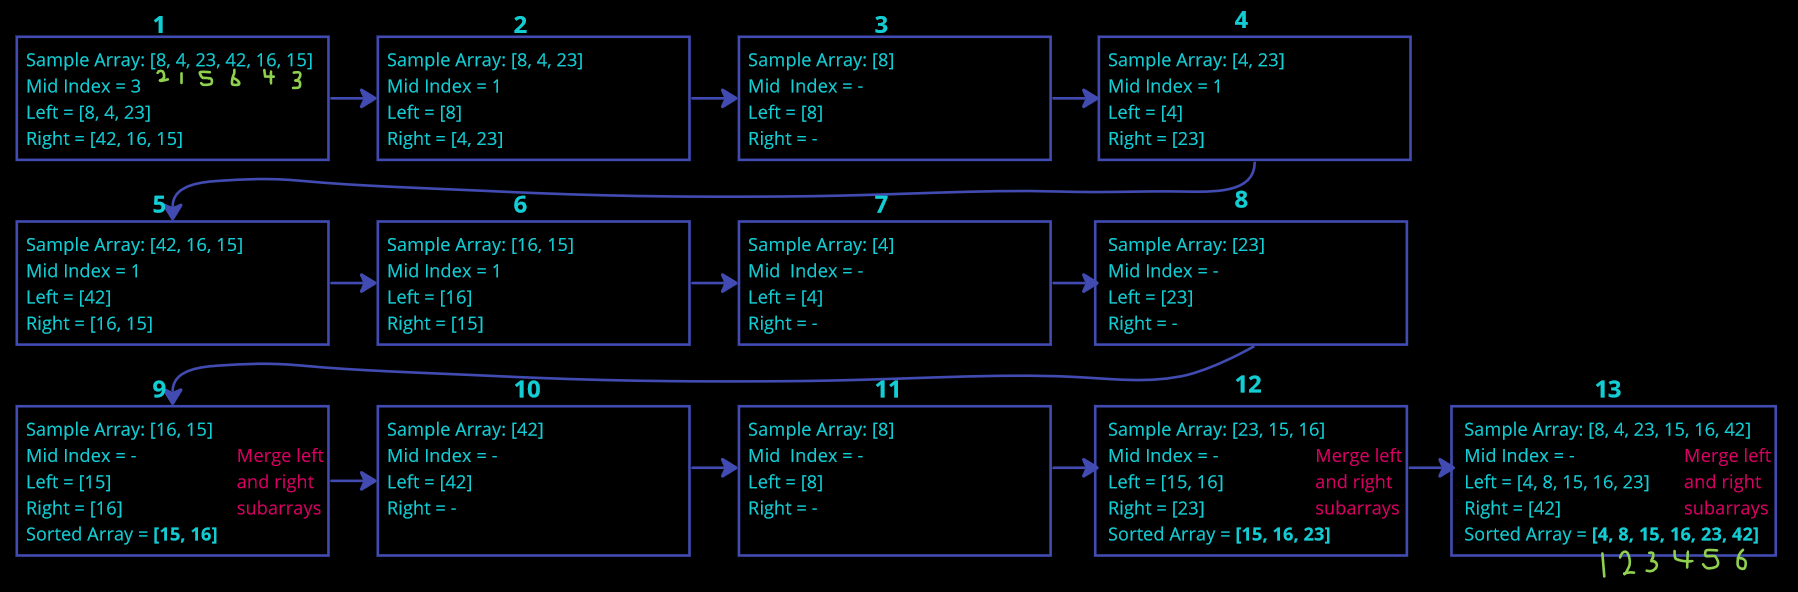 1
Sample Array: [8, 4, 23, 42, 16, 15]
2 1 5 6 4 3
Mid Index = 3
Left = [8, 4, 23]
Right = [42, 16, 15]
2
Sample Array: [8, 4, 23]
Mid Index = 1
Left = [8]
Right = [4, 23]
3
Sample Array: [8]
Mid Index = -
Left = [8]
Right = -
4
Sample Array: [4, 23]
Mid Index = 1
Left = [4]
Right = [23]
5
Sample Array: [42, 16, 15]
Mid Index = 1
Left = [42]
Right = [16, 15]
6
Sample Array: [16, 15]
Mid Index = 1
Left = [16]
Right = [15]
7
Sample Array: [4]
Mid Index = -
Left = [4]
Right = -
8
Sample Array: [23]
Mid Index = -
Left = [23]
Right = -
9
Sample Array: [16, 15]
Mid Index = -
Left = [15]
Right = [16]
Sorted Array = [15, 16]
Merge left
and right
subarrays
10
Sample Array: [42]
Mid Index = -
Left = [42]
Right = -
11
Sample Array: [8]
Mid Index = -
Left = [8]
Right = -
12
Sample Array: [23, 15, 16]
Mid Index = -
Left = [15, 16]
Right = [23]
Sorted Array = [15, 16, 23]
Merge left
and right
subarrays
13
Sample Array: [8, 4, 23, 15, 16, 42]
Mid Index = -
Left = [4, 8, 15, 16, 23]
Right = [42]
Sorted Array = [4, 8, 15, 16, 23, 42]
Merge left
and right
subarrays
1 2 3 4 5 6